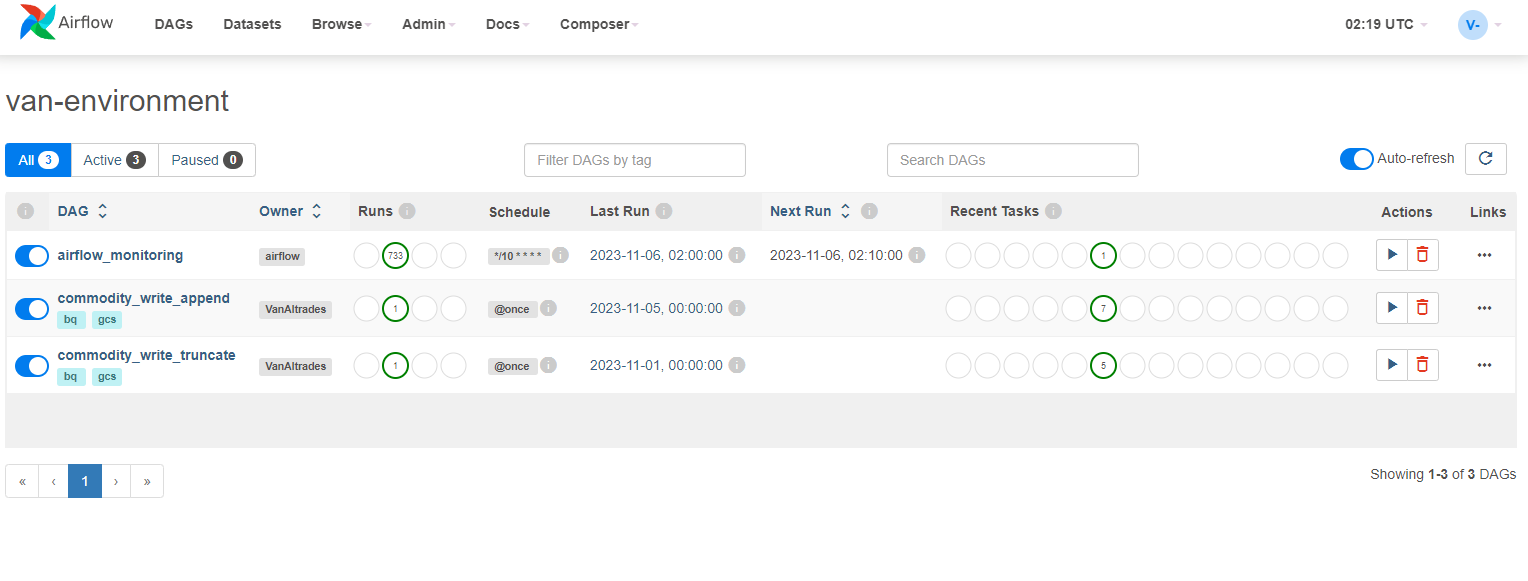 Airflow DAGs Datasets Browse Admin Docs Composer 02:19 UTC V-
van-environment
All 3 Active 3 Paused 0 Filter DAGs by tag Search DAGs Auto-refresh
i DAG Owner Runs i Schedule Last Run i Next Run i Recent Tasks i Actions Links
airflow_monitoring airflow 733 */10 * * * * i 2023-11-06, 02:00:00 i 2023-11-06, 02:10:00 i 1 ...
commodity_write_append
bq gcs VanAltrades 1 @once i 2023-11-05, 00:00:00 i 7 ...
commodity_write_truncate
bq gcs VanAltrades 1 @once i 2023-11-01, 00:00:00 i 5 ...
« ‹ 1 › » Showing 1-3 of 3 DAGs